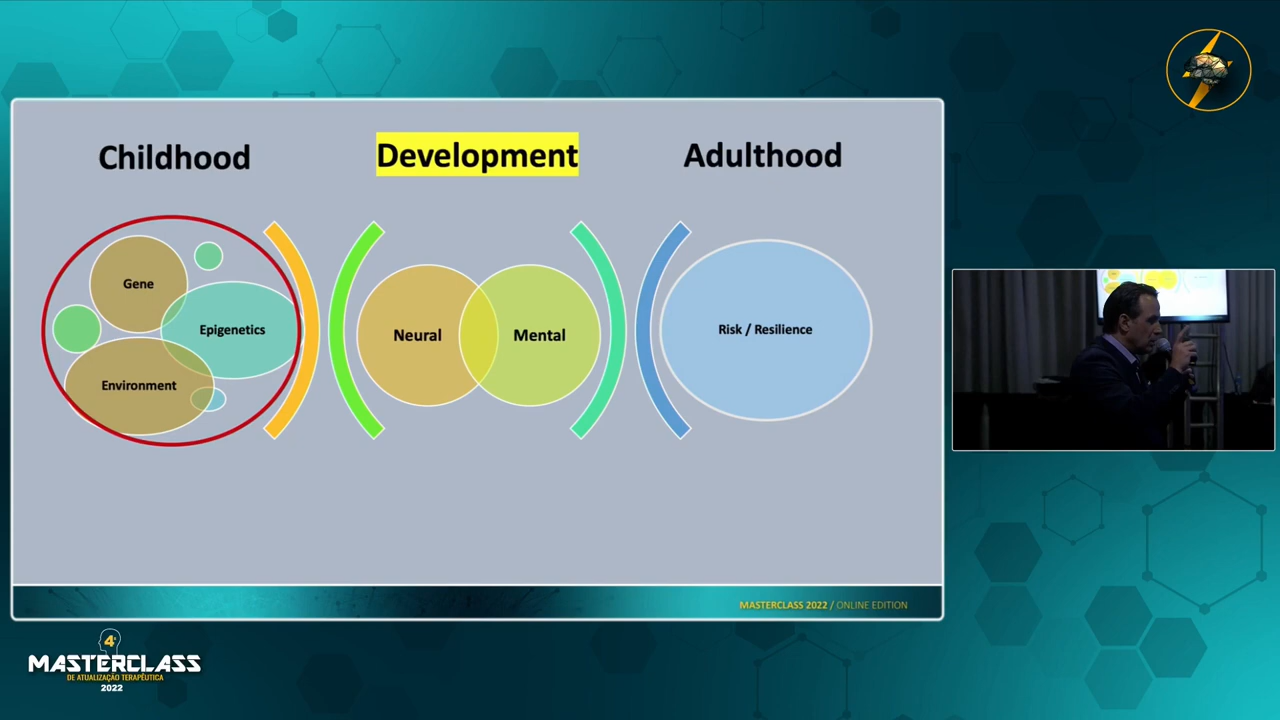 Childhood
Development
Adulthood
Gene
Epigenetics
Environment
Neural
Mental
Risk / Resilience
MASTERCLASS 2022 / ONLINE EDITION
4ª
MASTERCLASS
DE ATUALIZAÇÃO TERAPÊUTICA
2022